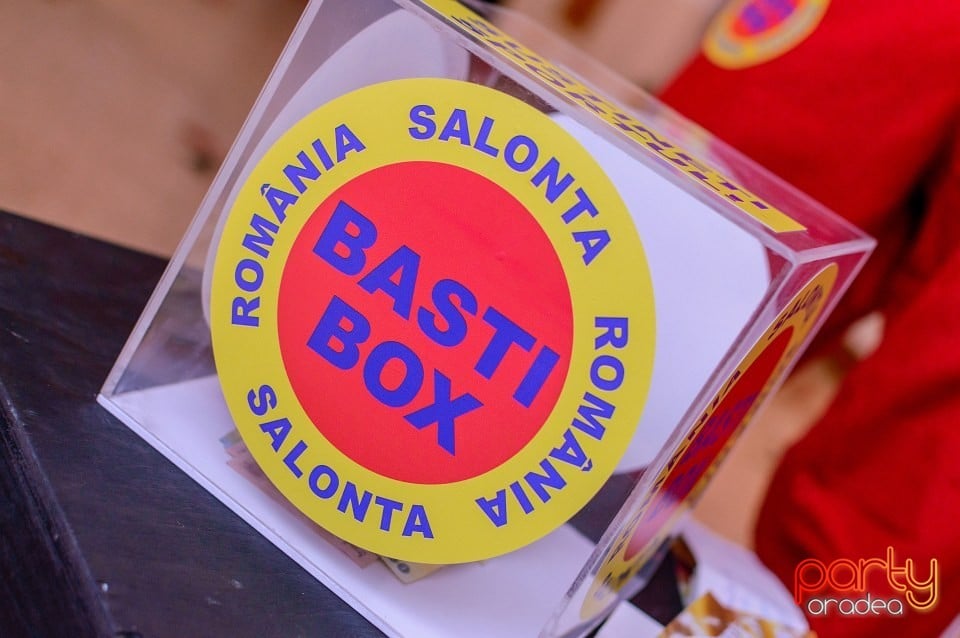 ROMÂNIA
SALONTA
BASTI
BOX
ROMÂNIA
SALONTA
party
oradea